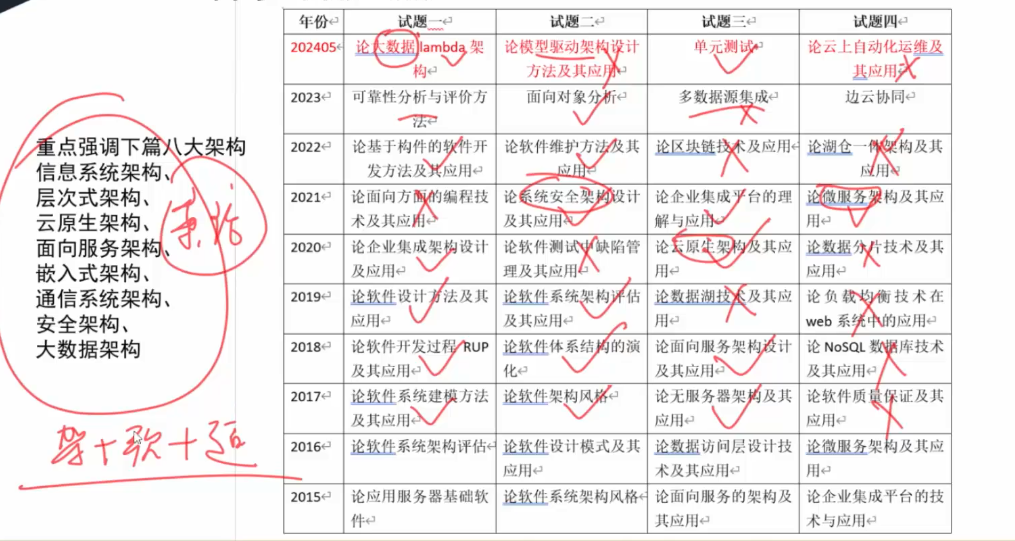 重点强调下篇八大架构
信息系统架构、
层次式架构、
云原生架构、
面向服务架构、
嵌入式架构、
通信系统架构、
安全架构、
大数据架构
年份 试题一 试题二 试题三 试题四
202405 论大数据 lambda 架 论模型驱动架构设计 单元测试 论云上自动化运维及
构 方法及其应用 其应用
2023 可靠性分析与评价方 面向对象分析 多数据源集成 边云协同
法
2022 论基于构件的软件开 论软件维护方法及其 论区块链技术及应用 论湖仓一体架构及其
发方法及其应用 应用 应用
2021 论面向方面的编程技 论系统安全架构设计 论企业集成平台的理 论微服务架构及其应
术及其应用 及其应用 解与应用 用
2020 论企业集成架构设计 论软件测试中缺陷管 论云原生架构及其应 论数据分片技术及其
及应用 理及其应用 用 应用
2019 论软件设计方法及其 论软件系统架构评估 论数据湖技术及其应 论负载均衡技术在
应用 及其应用 用 web 系统中的应用
2018 论软件开发过程 RUP 论软件体系结构的演 论面向服务架构设计 论 NoSQL 数据库技术
及其应用 化 及其应用 及其应用
2017 论软件系统建模方法 论软件架构风格 论无服务器架构及其 论软件质量保证及其
及其应用 应用 应用
2016 论软件系统架构评估 论软件设计模式及其 论数据访问层设计技 论微服务架构及其应
应用 术及其应用 用
2015 论应用服务器基础软 论软件系统架构风格 论面向服务的架构及 论企业集成平台的技
件 其应用 术与应用